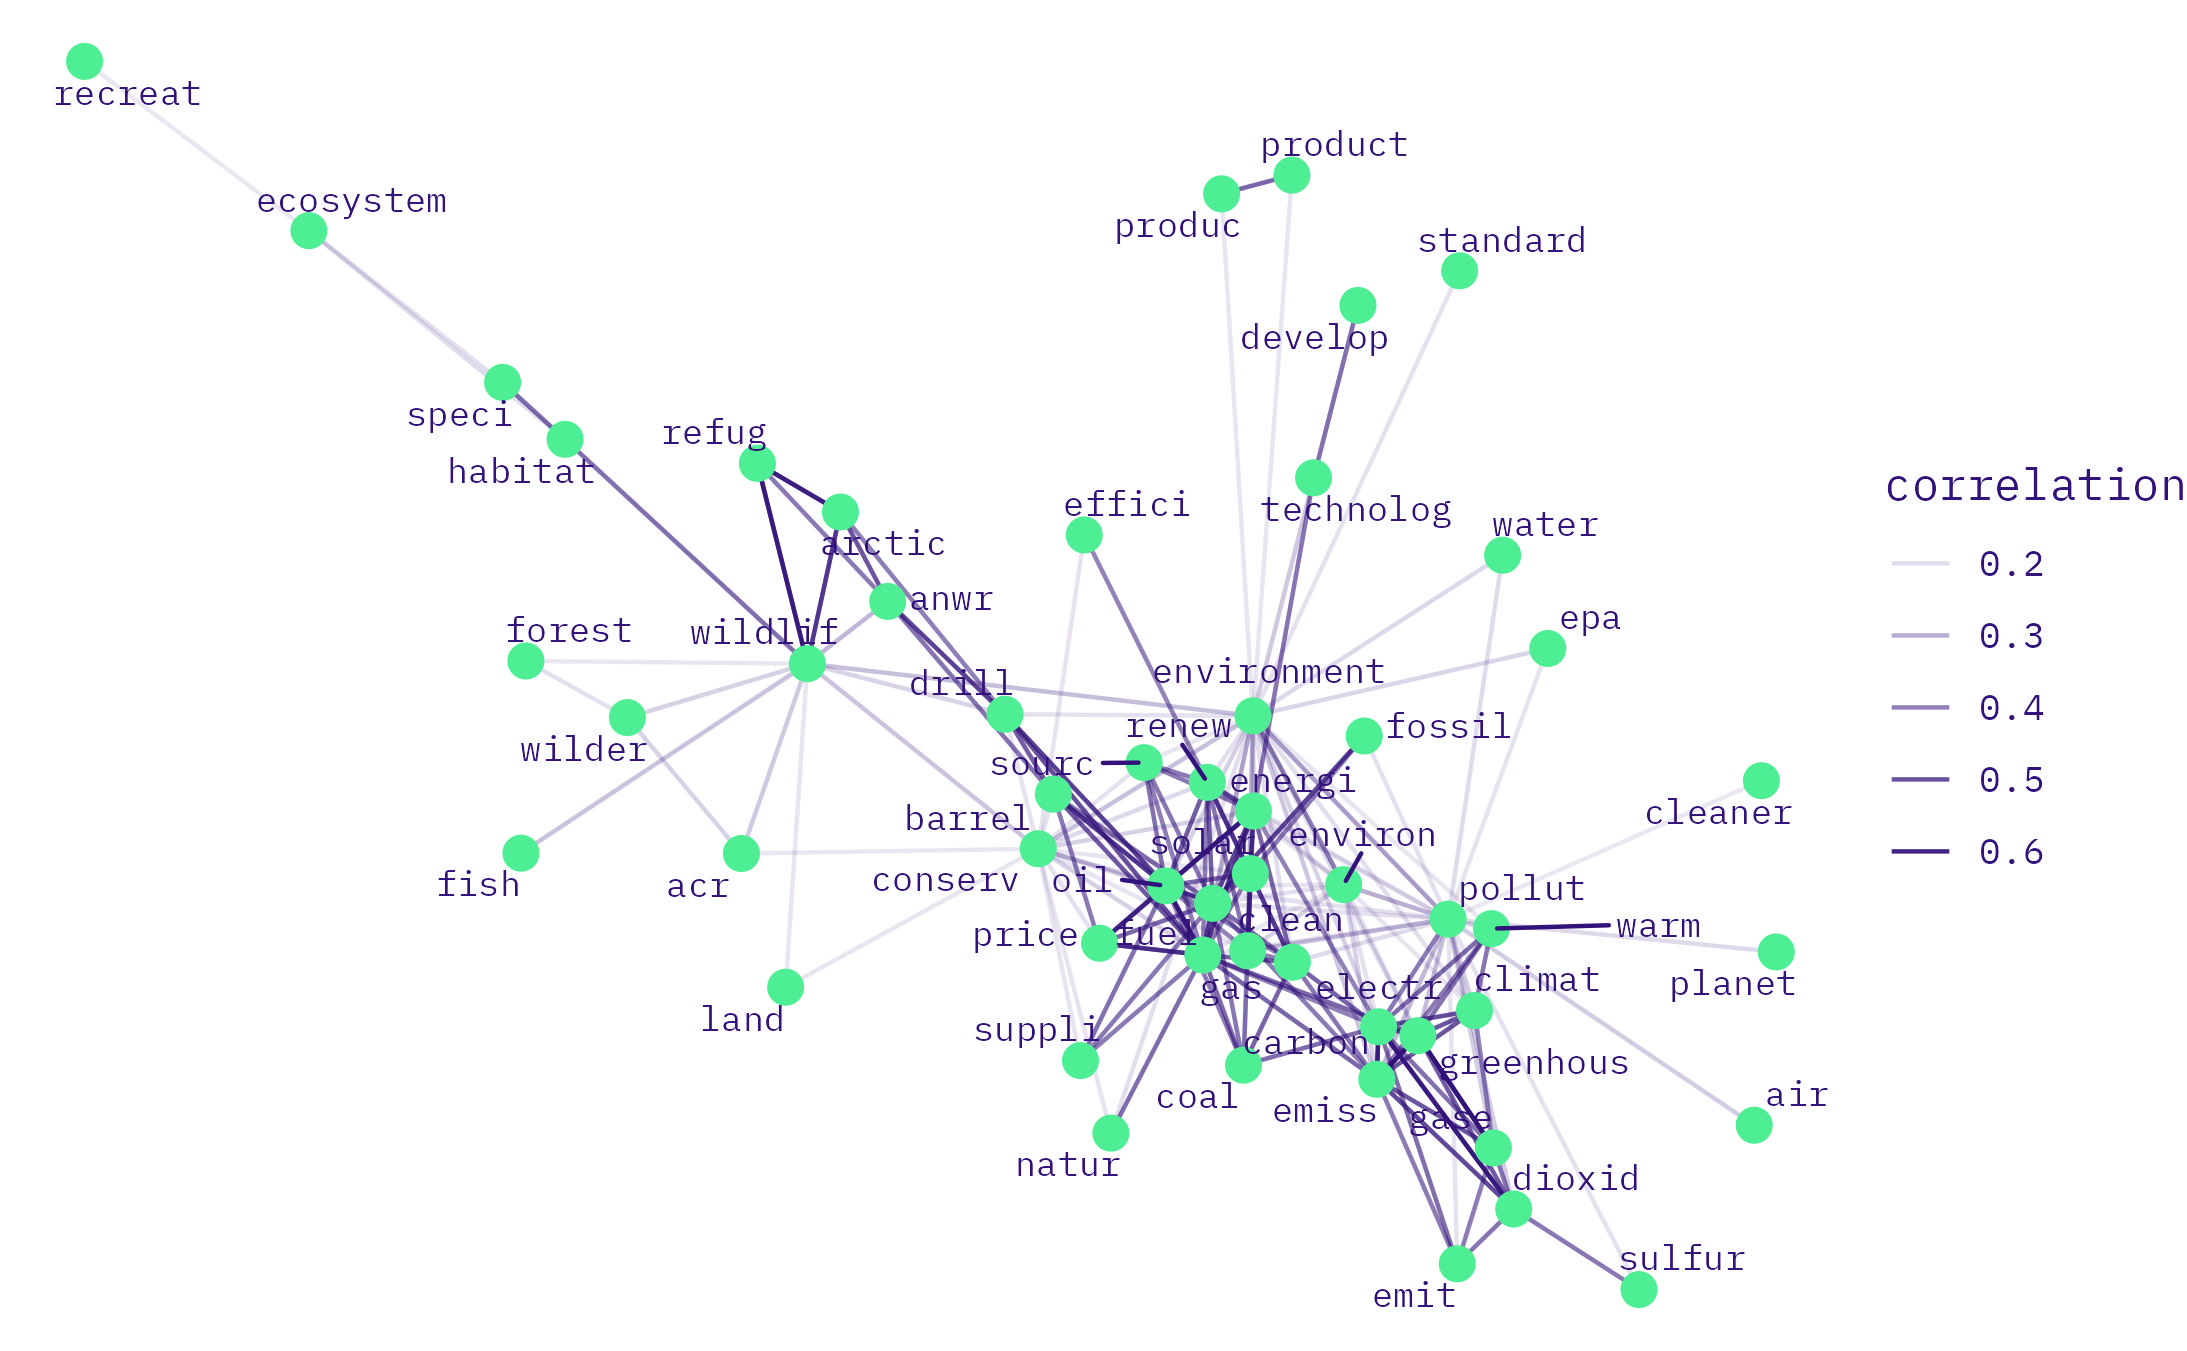 recreat
product
ecosystem
produc
standard
develop
speci
refug
habitat
correlation
effici
technolog
water
arctic
0.2
anwr
epa
forest
wildlif
0.3
environment
drill
0.4
renew
fossil
wilder
sourc
energi
0.5
barrel
cleaner
solar
environ
0.6
fish
acr
conserv
oil
pollut
price
fuel
clean
warm
gas
electr
climat
planet
land
suppli
carbon
greenhous
coal
emiss
gase
air
natur
dioxid
sulfur
emit